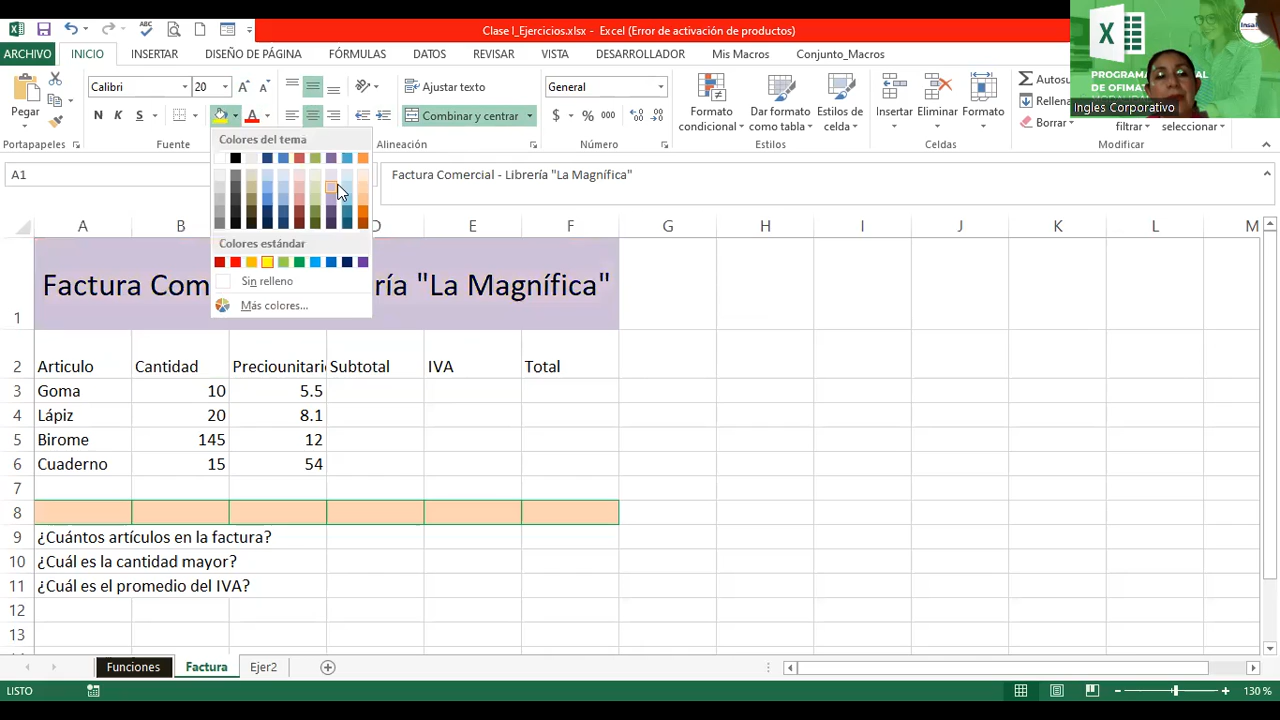 Clase I_Ejercicios.xlsx - Excel (Error de activación de productos)
ARCHIVO INICIO INSERTAR DISEÑO DE PÁGINA FÓRMULAS DATOS REVISAR VISTA DESARROLLADOR Mis Macros Conjunto_Macros
Pegar
Calibri 20
N K S
Ajustar texto
Combinar y centrar
General
$ % 000
Formato condicional
Dar formato como tabla
Estilos de celda
Insertar Eliminar Formato
Autosu
Rellena
Borrar
filtrar seleccionar
Portapapeles Fuente Alineación Estilos Celdas Modificar
PROGRAMA
DE OFIMAT
Ingles Corporativo
Colores del tema
Colores estándar
Sin relleno
Más colores...
A1
Factura Comercial - Librería "La Magnífica"
A B D E F G H I J K L M
1 Factura Com ría "La Magnífica"
2 Articulo Cantidad Preciounitari Subtotal IVA Total
3 Goma 10 5.5
4 Lápiz 20 8.1
5 Birome 145 12
6 Cuaderno 15 54
7
8
9 ¿Cuántos artículos en la factura?
10 ¿Cuál es la cantidad mayor?
11 ¿Cuál es el promedio del IVA?
12
13
Funciones Factura Ejer2
LISTO
130 %